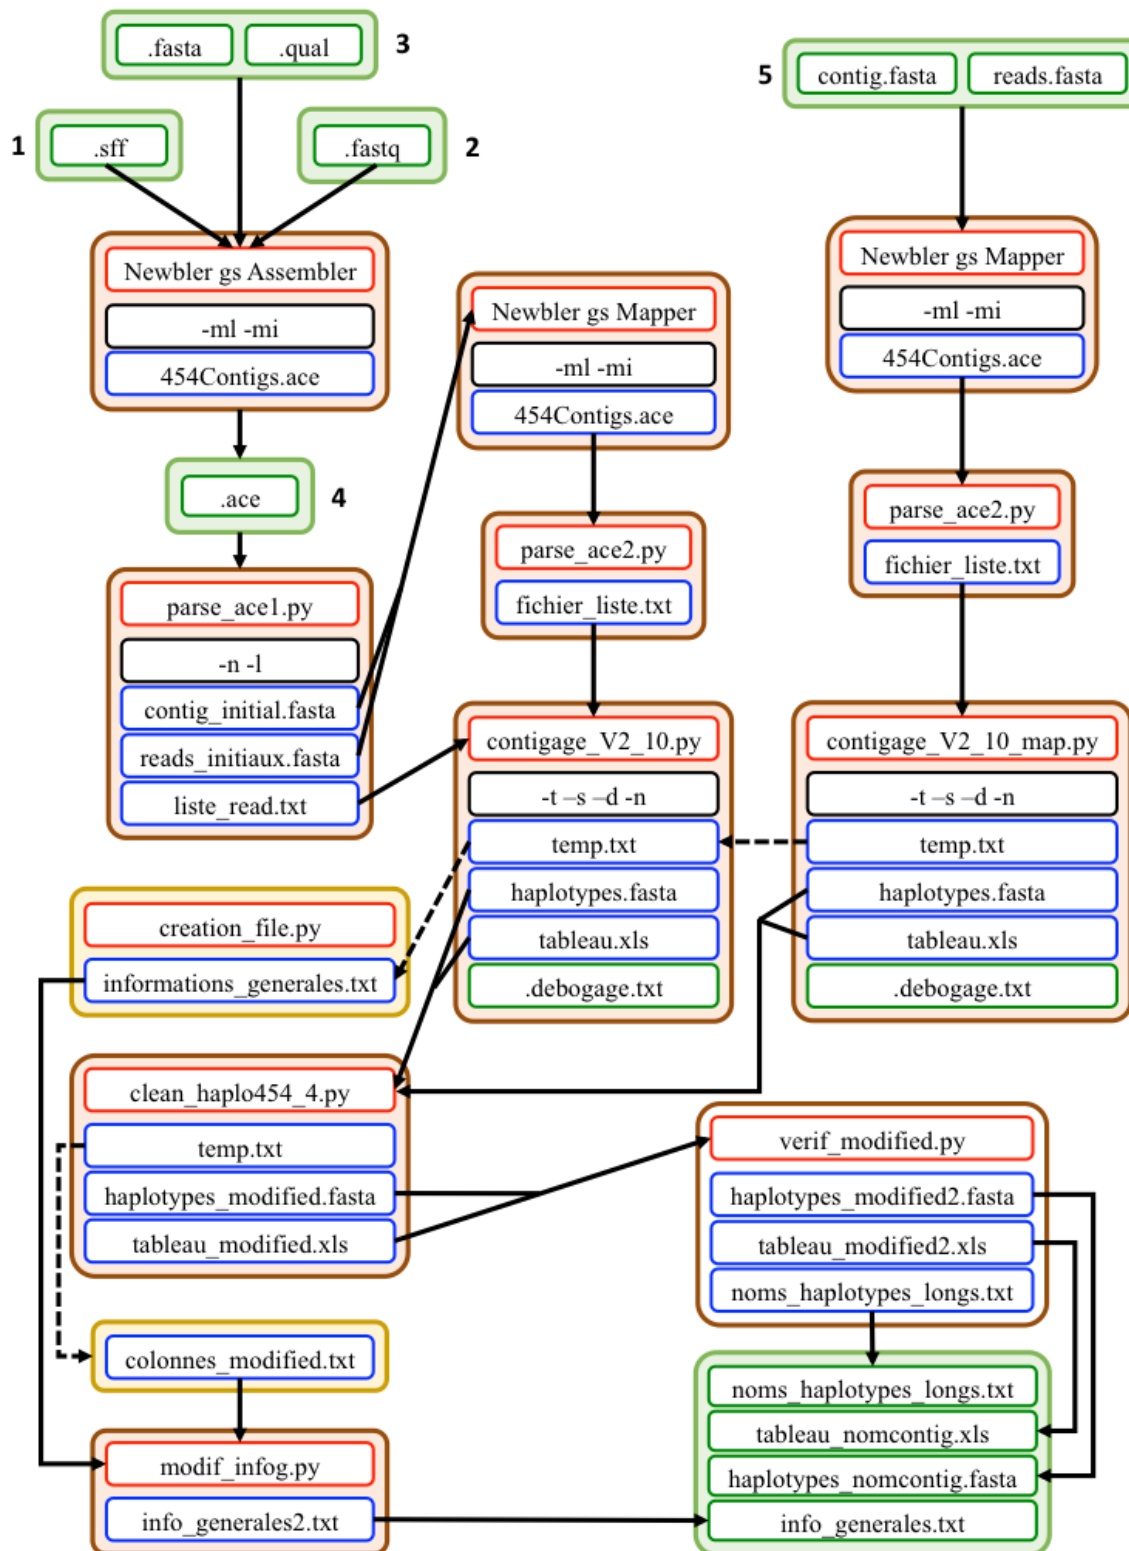 .fasta
.qual
3
1
.sff
.fastq
2
5
contig.fasta
reads.fasta
Newbler gs Assembler
-ml -mi
454Contigs.ace
.ace
4
parse_ace1.py
-n -l
contig_initial.fasta
reads_initiaux.fasta
liste_read.txt
Newbler gs Mapper
-ml -mi
454Contigs.ace
parse_ace2.py
fichier_liste.txt
contigage_V2_10.py
-t –s –d -n
temp.txt
haplotypes.fasta
tableau.xls
.debogage.txt
Newbler gs Mapper
-ml -mi
454Contigs.ace
parse_ace2.py
fichier_liste.txt
contigage_V2_10_map.py
-t –s –d -n
temp.txt
haplotypes.fasta
tableau.xls
.debogage.txt
creation_file.py
informations_generales.txt
clean_haplo454_4.py
temp.txt
haplotypes_modified.fasta
tableau_modified.xls
colonnes_modified.txt
modif_infog.py
info_generales2.txt
verif_modified.py
haplotypes_modified2.fasta
tableau_modified2.xls
noms_haplotypes_longs.txt
noms_haplotypes_longs.txt
tableau_nomcontig.xls
haplotypes_nomcontig.fasta
info_generales.txt